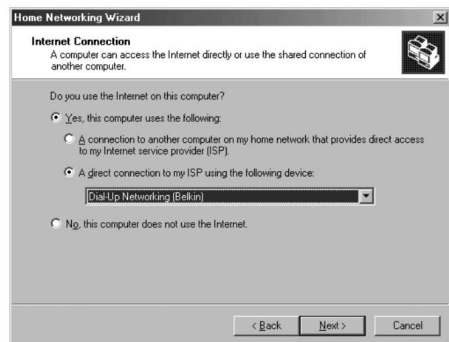 Home Networking Wizard
Internet Connection
A computer can access the Internet directly or use the shared connection of
another computer.
Do you use the Internet on this computer?
Yes, this computer uses the following:
A connection to another computer on my home network that provides direct access
to my Internet service provider (ISP).
A direct connection to my ISP using the following device:
Dial-Up Networking (Belkin)
No, this computer does not use the Internet.
< Back
Next >
Cancel